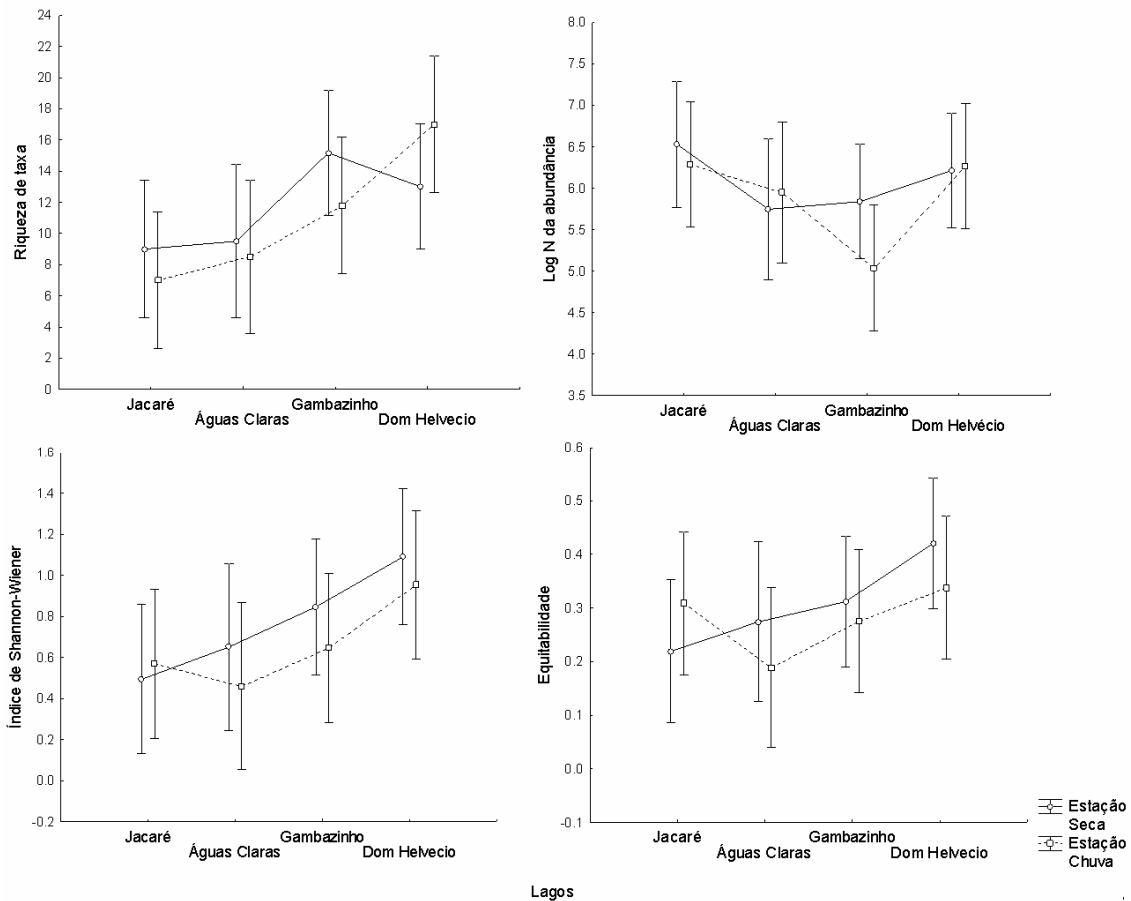 Riqueza de taxa
24
22
20
18
16
14
12
10
8
6
4
2
0
Jacaré
Águas Claras
Gambazinho
Dom Helvecio
Log N da abundância
8.0
7.5
7.0
6.5
6.0
5.5
5.0
4.5
4.0
3.5
Jacaré
Águas Claras
Gambazinho
Dom Helvécio
Índice de Shannon-Wiener
1.6
1.4
1.2
1.0
0.8
0.6
0.4
0.2
0.0
-0.2
Jacaré
Águas Claras
Gambazinho
Dom Helvecio
Equitabilidade
0.6
0.5
0.4
0.3
0.2
0.1
0.0
-0.1
Jacaré
Águas Claras
Gambazinho
Dom Helvecio
Estação
Seca
Estação
Chuva
Lagos